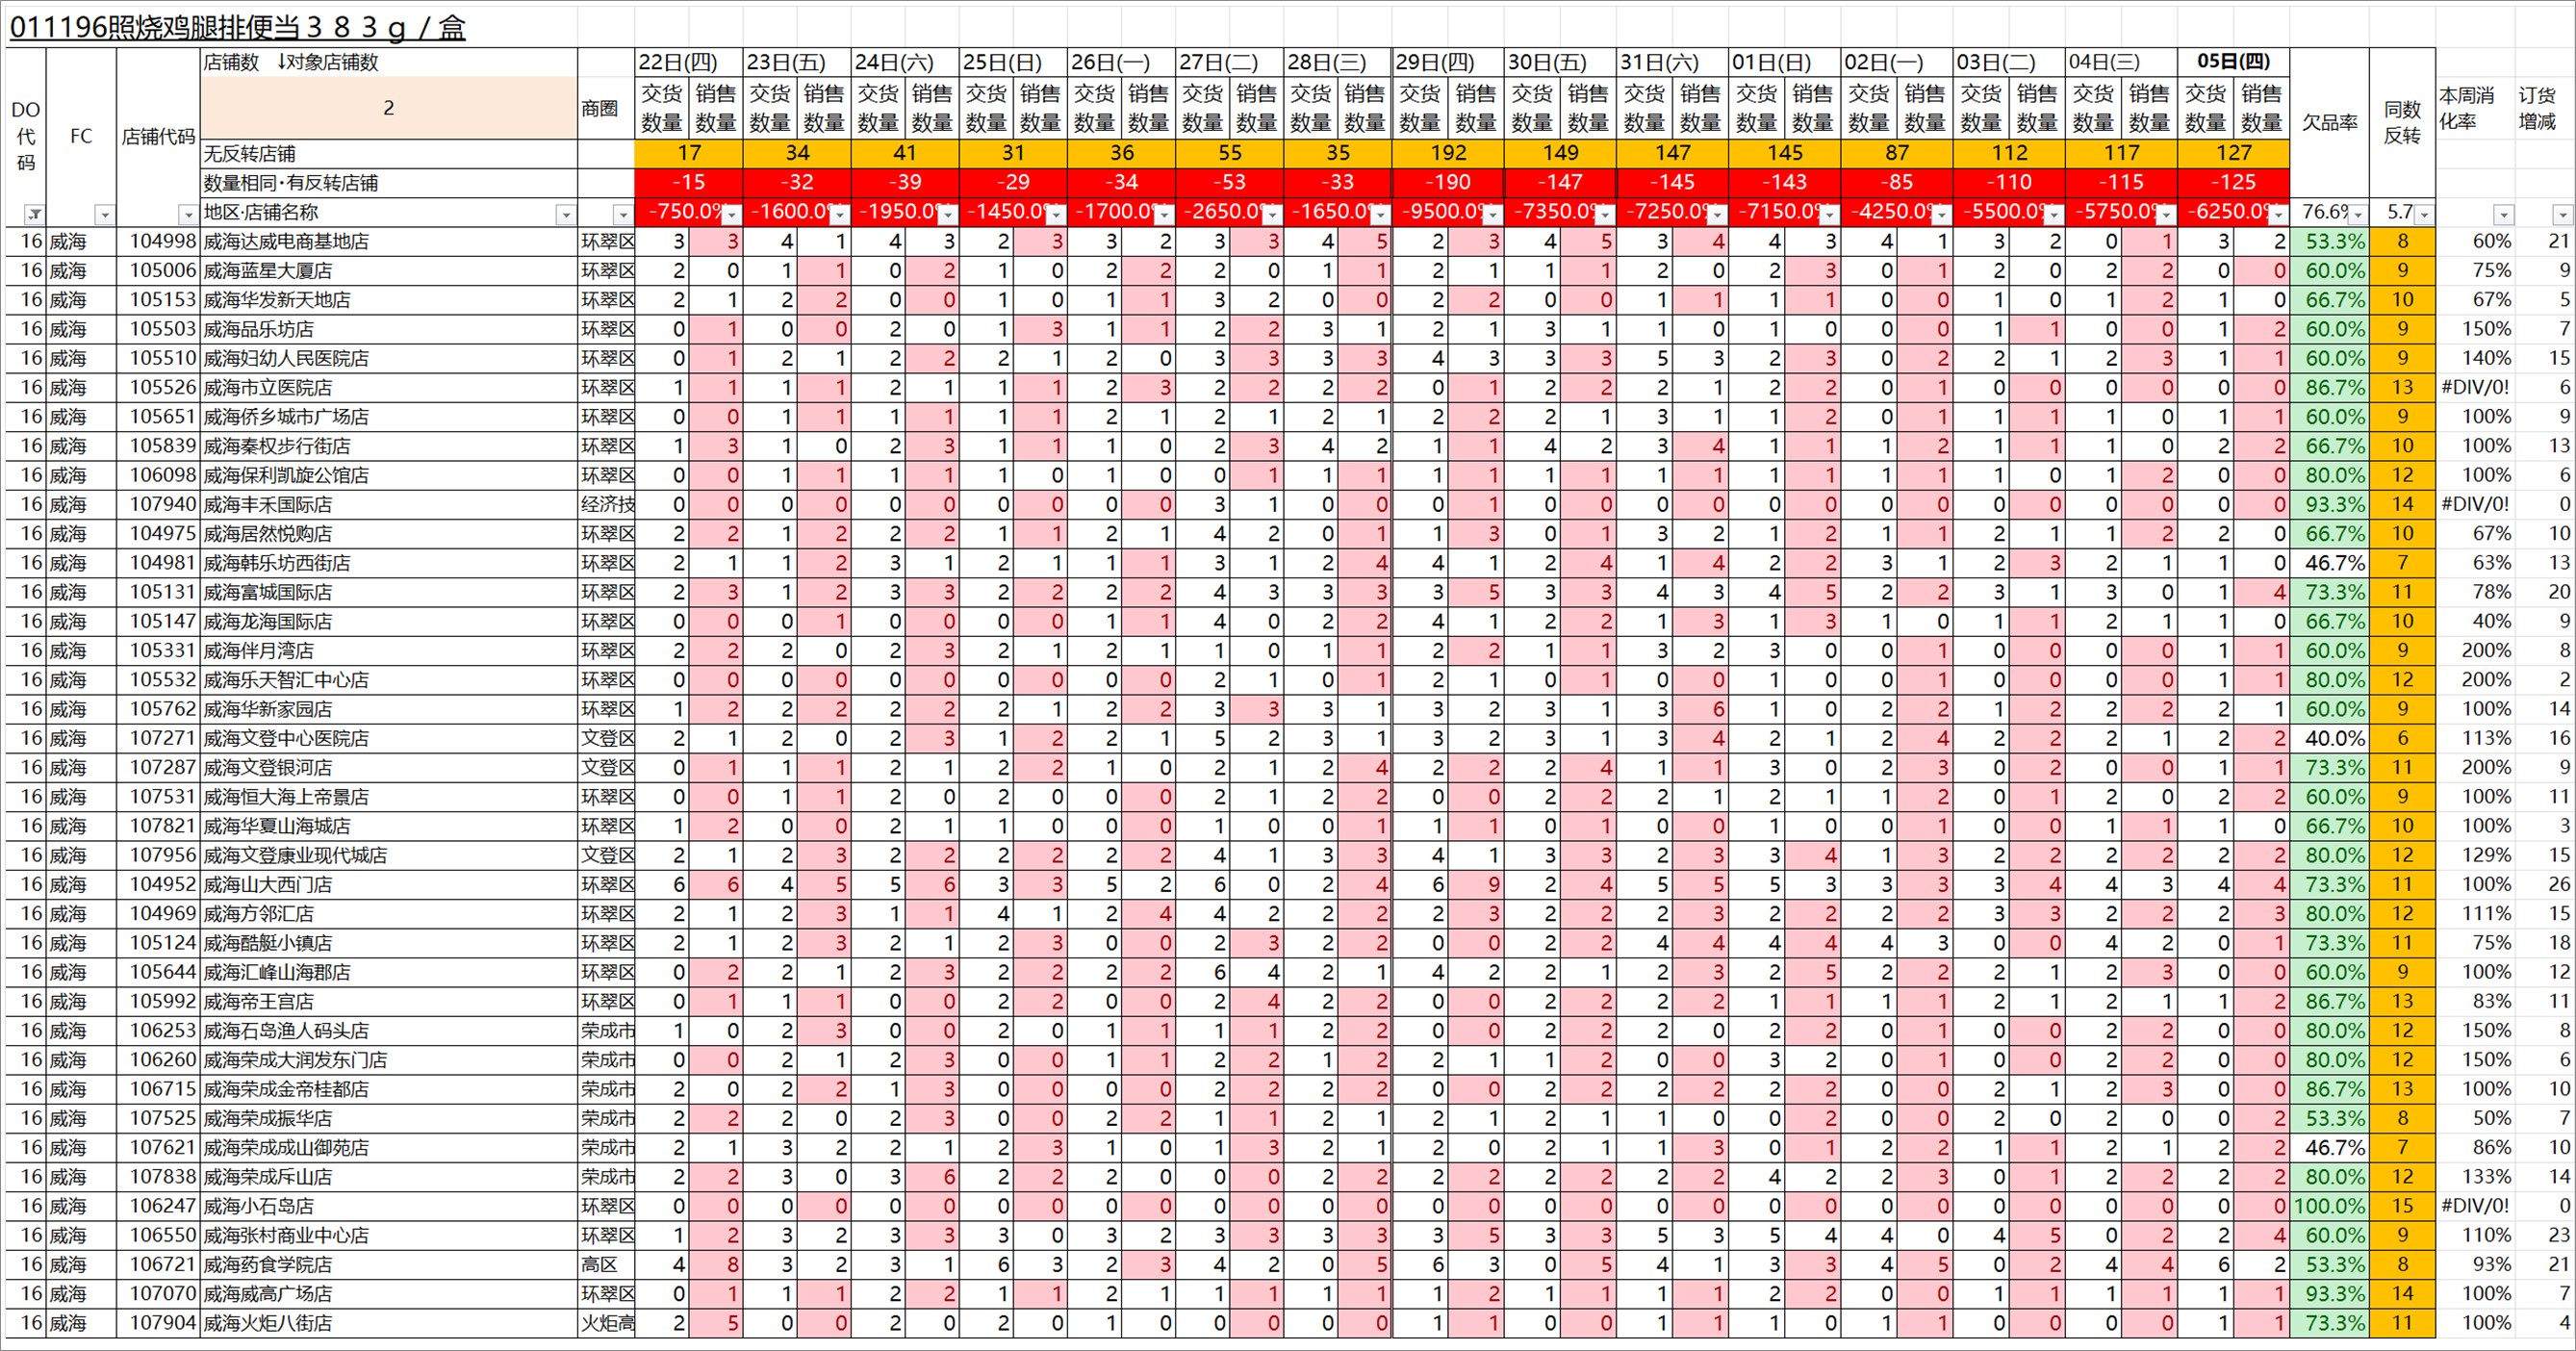 011196照烧鸡腿排便当３８３ｇ／盒
DO代码 FC 店铺代码 店铺数 ↓对象店铺数 商圈 22日(四) 23日(五) 24日(六) 25日(日) 26日(一) 27日(二) 28日(三) 29日(四) 30日(五) 31日(六) 01日(日) 02日(一) 03日(二) 04日(三) 05日(四) 欠品率 同数反转 本周消化率 订货增减
2 交货数量 销售数量 交货数量 销售数量 交货数量 销售数量 交货数量 销售数量 交货数量 销售数量 交货数量 销售数量 交货数量 销售数量 交货数量 销售数量 交货数量 销售数量 交货数量 销售数量 交货数量 销售数量 交货数量 销售数量 交货数量 销售数量 交货数量 销售数量 交货数量 销售数量
无反转店铺 17 34 41 31 36 55 35 192 149 147 145 87 112 117 127
数量相同·有反转店铺 -15 -32 -39 -29 -34 -53 -33 -190 -147 -145 -143 -85 -110 -115 -125
地区·店铺名称 -750.0% -1600.0% -1950.0% -1450.0% -1700.0% -2650.0% -1650.0% -9500.0% -7350.0% -7250.0% -7150.0% -4250.0% -5500.0% -5750.0% -6250.0% 76.6% 5.7
16 威海 104998 威海达威电商基地店 环翠区 3 3 4 1 4 3 2 3 3 2 3 3 4 5 2 3 4 5 3 4 4 3 4 1 3 2 0 1 3 2 53.3% 8 60% 21
16 威海 105006 威海蓝星大厦店 环翠区 2 0 1 1 0 2 1 0 2 2 2 0 1 1 2 1 1 1 2 0 2 3 0 1 2 0 2 2 0 0 60.0% 9 75% 9
16 威海 105153 威海华发新天地店 环翠区 2 1 2 2 0 0 1 0 1 1 3 2 0 0 2 2 0 0 1 1 1 1 0 0 1 0 1 2 1 0 66.7% 10 67% 5
16 威海 105503 威海品乐坊店 环翠区 0 1 0 0 2 0 1 3 1 1 2 2 3 1 2 1 3 1 1 0 1 0 0 0 1 1 0 0 1 2 60.0% 9 150% 7
16 威海 105510 威海妇幼人民医院店 环翠区 0 1 2 1 2 2 2 1 2 0 3 3 3 3 4 3 3 3 5 3 2 3 0 2 2 1 2 3 1 1 60.0% 9 140% 15
16 威海 105526 威海市立医院店 环翠区 1 1 1 1 2 1 1 1 2 3 2 2 2 2 0 1 2 2 2 1 2 2 0 1 0 0 0 0 0 0 86.7% 13 #DIV/0! 6
16 威海 105651 威海侨乡城市广场店 环翠区 0 0 1 1 1 1 1 1 2 1 2 1 2 1 2 2 2 1 3 1 1 2 0 1 1 1 1 0 1 1 60.0% 9 100% 9
16 威海 105839 威海秦权步行街店 环翠区 1 3 1 0 2 3 1 1 1 0 2 3 4 2 1 1 4 2 3 4 1 1 1 2 1 1 1 0 2 2 66.7% 10 100% 13
16 威海 106098 威海保利凯旋公馆店 环翠区 0 0 1 1 1 1 1 0 1 0 0 1 1 1 1 1 1 1 1 1 1 1 1 1 1 0 1 2 0 0 80.0% 12 100% 6
16 威海 107940 威海丰禾国际店 经济技 0 0 0 0 0 0 0 0 0 0 3 1 0 0 0 1 0 0 0 0 0 0 0 0 0 0 0 0 0 0 93.3% 14 #DIV/0! 0
16 威海 104975 威海居然悦购店 环翠区 2 2 1 2 2 2 1 1 2 1 4 2 0 1 1 3 0 1 3 2 1 2 1 1 2 1 1 2 2 0 66.7% 10 67% 10
16 威海 104981 威海韩乐坊西街店 环翠区 2 1 1 2 3 1 2 1 1 1 3 1 2 4 4 1 2 4 1 4 2 2 3 1 2 3 2 1 1 0 46.7% 7 63% 13
16 威海 105131 威海富城国际店 环翠区 2 3 1 2 3 3 2 2 2 2 4 3 3 3 3 5 3 3 4 3 4 5 2 2 3 1 3 0 1 4 73.3% 11 78% 20
16 威海 105147 威海龙海国际店 环翠区 0 0 0 1 0 0 0 0 1 1 4 0 2 2 4 1 2 2 1 3 1 3 1 0 1 1 2 1 1 0 66.7% 10 40% 9
16 威海 105331 威海伴月湾店 环翠区 2 2 2 0 2 3 2 1 2 1 1 0 1 1 2 2 1 1 3 2 3 0 0 1 0 0 0 0 1 1 60.0% 9 200% 8
16 威海 105532 威海乐天智汇中心店 环翠区 0 0 0 0 0 0 0 0 0 0 2 1 0 1 2 1 0 1 0 0 1 0 0 1 0 0 0 0 1 1 80.0% 12 200% 2
16 威海 105762 威海华新家园店 环翠区 1 2 2 2 2 2 2 1 2 2 3 3 3 1 3 2 3 1 3 6 1 0 2 2 1 2 2 2 2 1 60.0% 9 100% 14
16 威海 107271 威海文登中心医院店 文登区 2 1 2 0 2 3 1 2 2 1 5 2 3 1 3 2 3 1 3 4 2 1 2 4 2 2 2 1 2 2 40.0% 6 113% 16
16 威海 107287 威海文登银河店 文登区 0 1 1 1 2 1 2 2 1 0 2 1 2 4 2 2 2 4 1 1 3 0 2 3 0 2 0 0 1 1 73.3% 11 200% 9
16 威海 107531 威海恒大海上帝景店 环翠区 0 0 1 1 2 0 2 0 0 0 2 1 2 2 0 0 2 2 2 1 2 1 1 2 0 1 2 0 2 2 60.0% 9 100% 11
16 威海 107821 威海华夏山海城店 环翠区 1 2 0 0 2 1 1 0 0 0 1 0 0 1 1 1 0 1 0 0 1 0 0 1 0 0 1 1 1 0 66.7% 10 100% 3
16 威海 107956 威海文登康业现代城店 文登区 2 1 2 3 2 2 2 2 2 2 4 1 3 3 4 1 3 3 2 3 3 4 1 3 2 2 2 2 2 2 80.0% 12 129% 15
16 威海 104952 威海山大西门店 环翠区 6 6 4 5 5 6 3 3 5 2 6 0 2 4 6 9 2 4 5 5 5 3 3 3 3 4 4 3 4 4 73.3% 11 100% 26
16 威海 104969 威海方邻汇店 环翠区 2 1 2 3 1 1 4 1 2 4 4 2 2 2 2 3 2 2 2 3 2 2 2 2 3 3 2 2 2 3 80.0% 12 111% 15
16 威海 105124 威海酷艇小镇店 环翠区 2 1 2 3 2 1 2 3 0 0 2 3 2 2 0 0 2 2 4 4 4 4 4 3 0 0 4 2 0 1 73.3% 11 75% 18
16 威海 105644 威海汇峰山海郡店 环翠区 0 2 2 1 2 3 2 2 2 2 6 4 2 1 4 2 2 1 2 3 2 5 2 2 2 1 2 3 0 0 60.0% 9 100% 12
16 威海 105992 威海帝王宫店 环翠区 0 1 1 1 0 0 2 2 0 0 2 4 2 2 0 0 2 2 2 2 1 1 1 1 2 1 2 1 1 2 86.7% 13 83% 11
16 威海 106253 威海石岛渔人码头店 荣成市 1 0 2 3 0 0 2 0 1 1 1 1 2 2 0 0 2 2 2 0 2 2 0 1 0 0 2 2 0 0 80.0% 12 150% 8
16 威海 106260 威海荣成大润发东门店 荣成市 0 0 2 1 2 3 0 0 1 1 2 2 1 2 2 1 1 2 0 0 3 2 0 1 0 0 2 2 0 0 80.0% 12 150% 6
16 威海 106715 威海荣成金帝桂都店 荣成市 2 0 2 2 1 3 0 0 0 0 2 2 2 2 0 0 2 2 2 2 2 2 0 0 2 1 2 3 0 0 86.7% 13 100% 10
16 威海 107525 威海荣成振华店 荣成市 2 2 2 0 2 3 0 0 2 2 1 1 2 1 2 1 2 1 1 0 0 2 0 0 2 0 2 0 0 2 53.3% 8 50% 7
16 威海 107621 威海荣成成山御苑店 荣成市 2 1 3 2 2 1 2 3 1 0 1 3 2 1 2 0 2 1 1 3 0 1 2 2 1 1 2 1 2 2 46.7% 7 86% 10
16 威海 107838 威海荣成斥山店 荣成市 2 2 3 0 3 6 2 2 2 0 0 0 2 2 2 2 2 2 2 2 4 2 2 3 0 1 2 2 2 2 80.0% 12 133% 14
16 威海 106247 威海小石岛店 环翠区 0 0 0 0 0 0 0 0 0 0 0 0 0 0 0 0 0 0 0 0 0 0 0 0 0 0 0 0 0 0 100.0% 15 #DIV/0! 0
16 威海 106550 威海张村商业中心店 环翠区 1 2 3 2 3 3 3 0 3 2 3 3 3 3 3 5 3 3 5 3 5 4 4 0 4 5 0 2 2 4 60.0% 9 110% 23
16 威海 106721 威海药食学院店 高区 4 8 3 2 3 1 6 3 2 3 4 2 0 5 6 3 0 5 4 1 3 3 4 5 0 2 4 4 6 2 53.3% 8 93% 21
16 威海 107070 威海威高广场店 环翠区 0 1 1 1 2 2 1 1 2 1 1 1 1 1 1 2 1 1 1 1 2 2 0 0 1 1 1 1 1 1 93.3% 14 100% 7
16 威海 107904 威海火炬八街店 火炬高 2 5 0 0 2 0 2 0 1 0 0 0 0 0 1 1 0 0 1 1 1 0 1 1 0 0 0 0 1 1 73.3% 11 100% 4